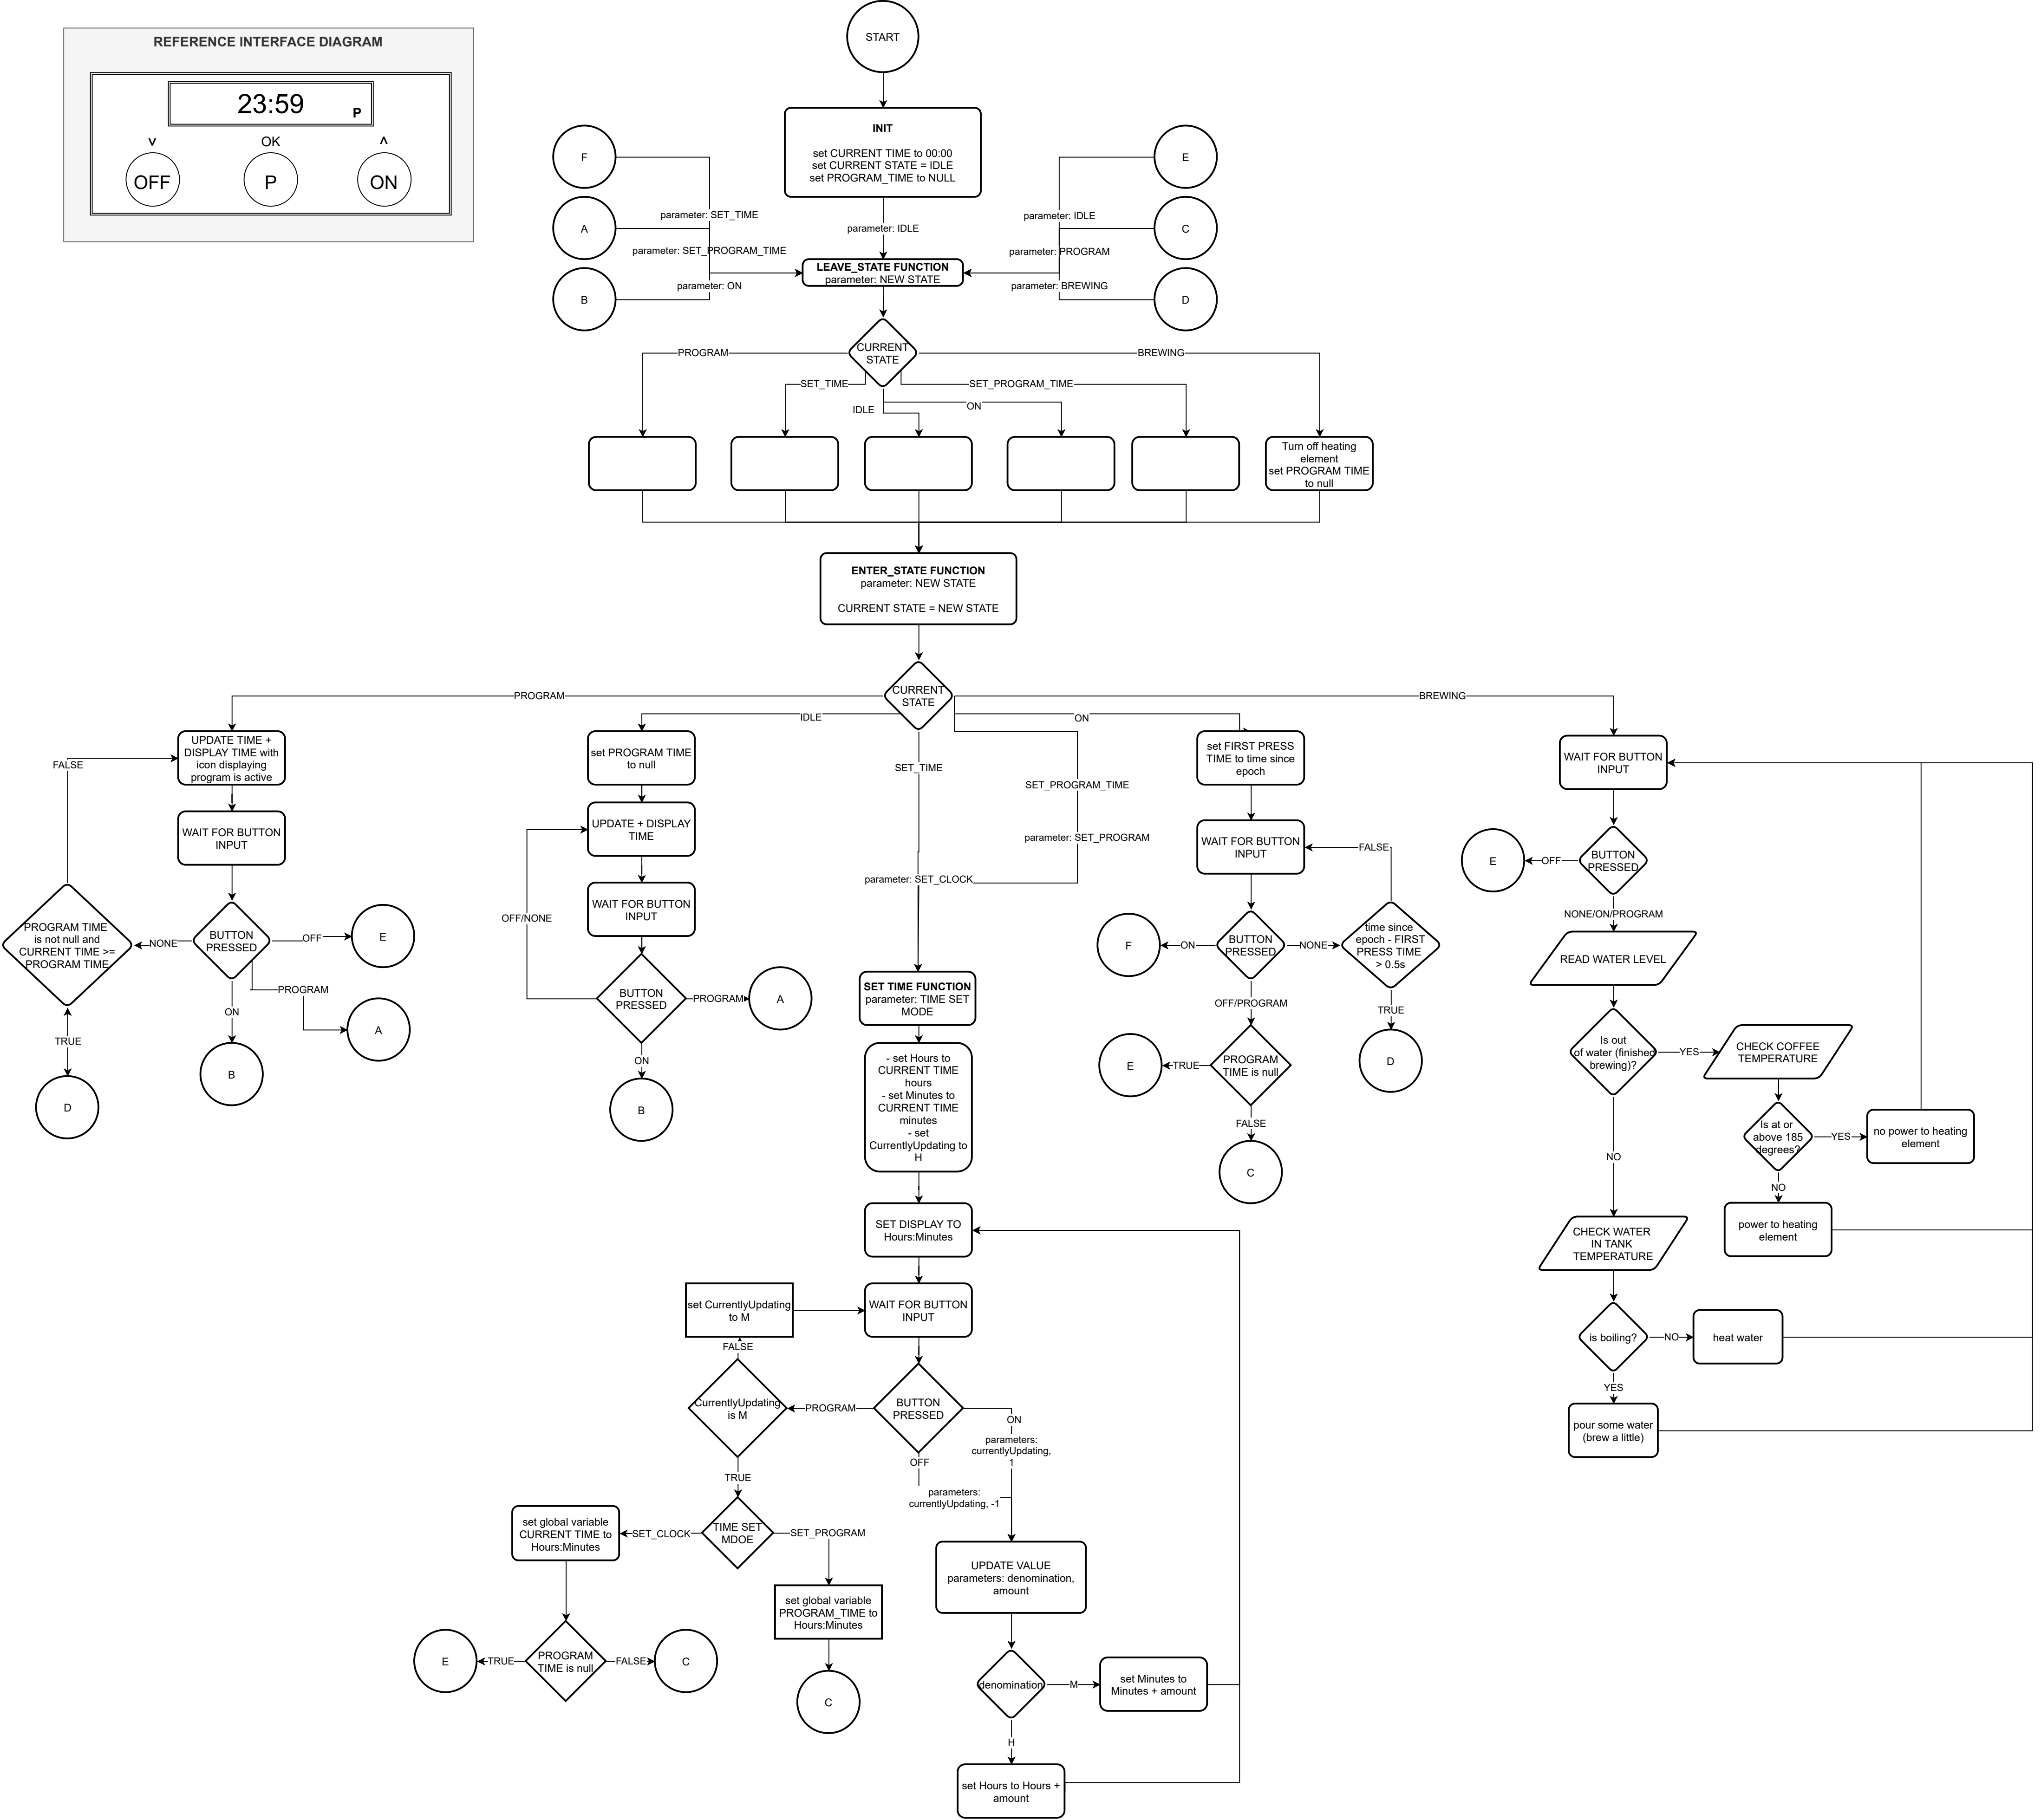 REFERENCE INTERFACE DIAGRAM
23:59
P
v
OK
^
OFF
P
ON
START
INIT
set CURRENT TIME to 00:00
set CURRENT STATE = IDLE
set PROGRAM_TIME to NULL
F
A
B
E
C
D
parameter: SET_TIME
parameter: SET_PROGRAM_TIME
parameter: ON
parameter: IDLE
parameter: IDLE
parameter: PROGRAM
parameter: BREWING
LEAVE_STATE FUNCTION
parameter: NEW STATE
CURRENT
STATE
PROGRAM
SET_TIME
IDLE
ON
SET_PROGRAM_TIME
BREWING
Turn off heating
element
set PROGRAM TIME
to null
ENTER_STATE FUNCTION
parameter: NEW STATE
CURRENT STATE = NEW STATE
CURRENT
STATE
PROGRAM
IDLE
SET_TIME
SET_PROGRAM_TIME
parameter: SET_PROGRAM
parameter: SET_CLOCK
ON
BREWING
UPDATE TIME +
DISPLAY TIME with
icon displaying
program is active
WAIT FOR BUTTON
INPUT
BUTTON
PRESSED
NONE
OFF
PROGRAM
ON
E
A
B
FALSE
PROGRAM TIME
is not null and
CURRENT TIME >=
PROGRAM TIME
TRUE
D
set PROGRAM TIME
to null
UPDATE + DISPLAY
TIME
WAIT FOR BUTTON
INPUT
OFF/NONE
BUTTON
PRESSED
PROGRAM
A
ON
B
SET TIME FUNCTION
parameter: TIME SET
MODE
- set Hours to
CURRENT TIME
hours
- set Minutes to
CURRENT TIME
minutes
- set
CurrentlyUpdating to
H
SET DISPLAY TO
Hours:Minutes
WAIT FOR BUTTON
INPUT
set CurrentlyUpdating
to M
FALSE
CurrentlyUpdating
is M
PROGRAM
BUTTON
PRESSED
ON
parameters:
currentlyUpdating,
1
OFF
parameters:
currentlyUpdating, -1
TRUE
TIME SET
MDOE
SET_CLOCK
SET_PROGRAM
set global variable
CURRENT TIME to
Hours:Minutes
set global variable
PROGRAM_TIME to
Hours:Minutes
PROGRAM
TIME is null
TRUE
E
FALSE
C
C
UPDATE VALUE
parameters: denomination,
amount
denomination
M
set Minutes to
Minutes + amount
H
set Hours to Hours +
amount
set FIRST PRESS
TIME to time since
epoch
WAIT FOR BUTTON
INPUT
FALSE
BUTTON
PRESSED
ON
F
NONE
time since
epoch - FIRST
PRESS TIME
> 0.5s
TRUE
D
OFF/PROGRAM
PROGRAM
TIME is null
TRUE
E
FALSE
C
WAIT FOR BUTTON
INPUT
BUTTON
PRESSED
OFF
E
NONE/ON/PROGRAM
READ WATER LEVEL
Is out
of water (finished
brewing)?
YES
CHECK COFFEE
TEMPERATURE
Is at or
above 185
degrees?
YES
no power to heating
element
NO
power to heating
element
NO
CHECK WATER
IN TANK
TEMPERATURE
is boiling?
NO
heat water
YES
pour some water
(brew a little)